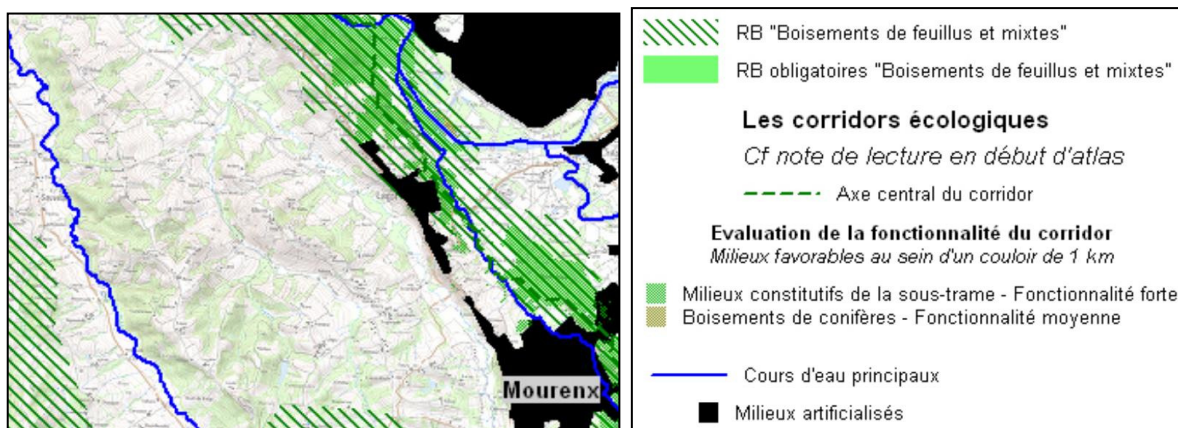 Mourenx
RB "Boisements de feuillus et mixtes"
RB obligatoires "Boisements de feuillus et mixtes"
Les corridors écologiques
Cf note de lecture en début d'atlas
Axe central du corridor
Evaluation de la fonctionnalité du corridor
Milieux favorables au sein d'un couloir de 1 km
Milieux constitutifs de la sous-trame - Fonctionnalité forte
Boisements de conifères - Fonctionnalité moyenne
Cours d'eau principaux
Milieux artificialisés